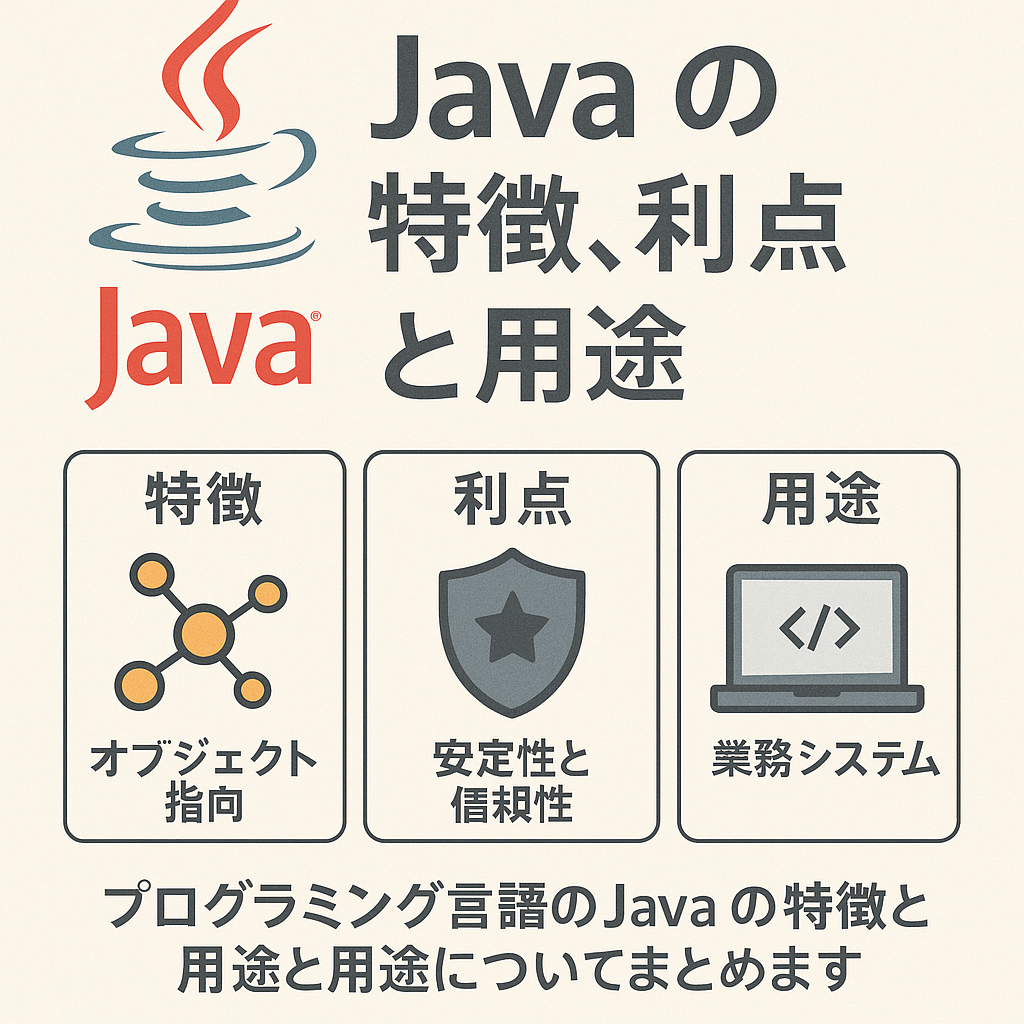 Java の
特徴、利点
と用途
Java®
特徴
オブジェクト
指向
利点
安定性と
性
用途
</>
業務システム
プログラミング言語のJava の特徴と
用途と用途についてまとめます